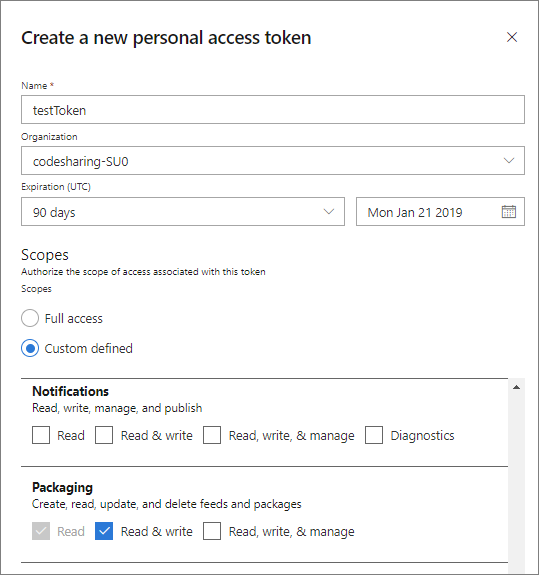 Create a new personal access token
Name *
testToken
Organization
codesharing-SU0
Expiration (UTC)
90 days Mon Jan 21 2019
Scopes
Authorize the scope of access associated with this token
Scopes
Full access
Custom defined
Notifications
Read, write, manage, and publish
Read Read & write Read, write, & manage Diagnostics
Packaging
Create, read, update, and delete feeds and packages
Read Read & write Read, write, & manage